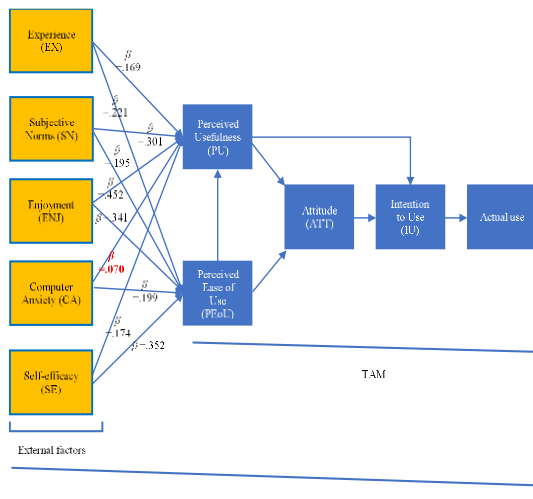 Experience
(EX)
β
=.169
β
=.221
Subjective
Norms (SN)
β
=.301
Perceived
Usefulness
(PU)
β
=.195
Enjoyment
(ENJ)
β
=.452
β=.341
Attitude
(ATT)
Intention
to Use
(IU)
Actual use
β
=.070
Computer
Anxiety (CA)
β
=.199
Perceived
Ease of
Use
(PEoU)
β
=.174
β=.352
Self-efficacy
(SE)
TAM
External factors